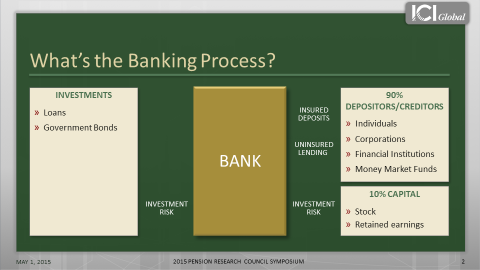 ICI Global
What's the Banking Process?
INVESTMENTS
» Loans
» Government Bonds
INVESTMENT
RISK
BANK
INSURED
DEPOSITS
UNINSURED
LENDING
INVESTMENT
RISK
90%
DEPOSITORS/CREDITORS
» Individuals
» Corporations
» Financial Institutions
» Money Market Funds
10% CAPITAL
» Stock
» Retained earnings
MAY 1, 2015
2015 PENSION RESEARCH COUNCIL SYMPOSIUM
2